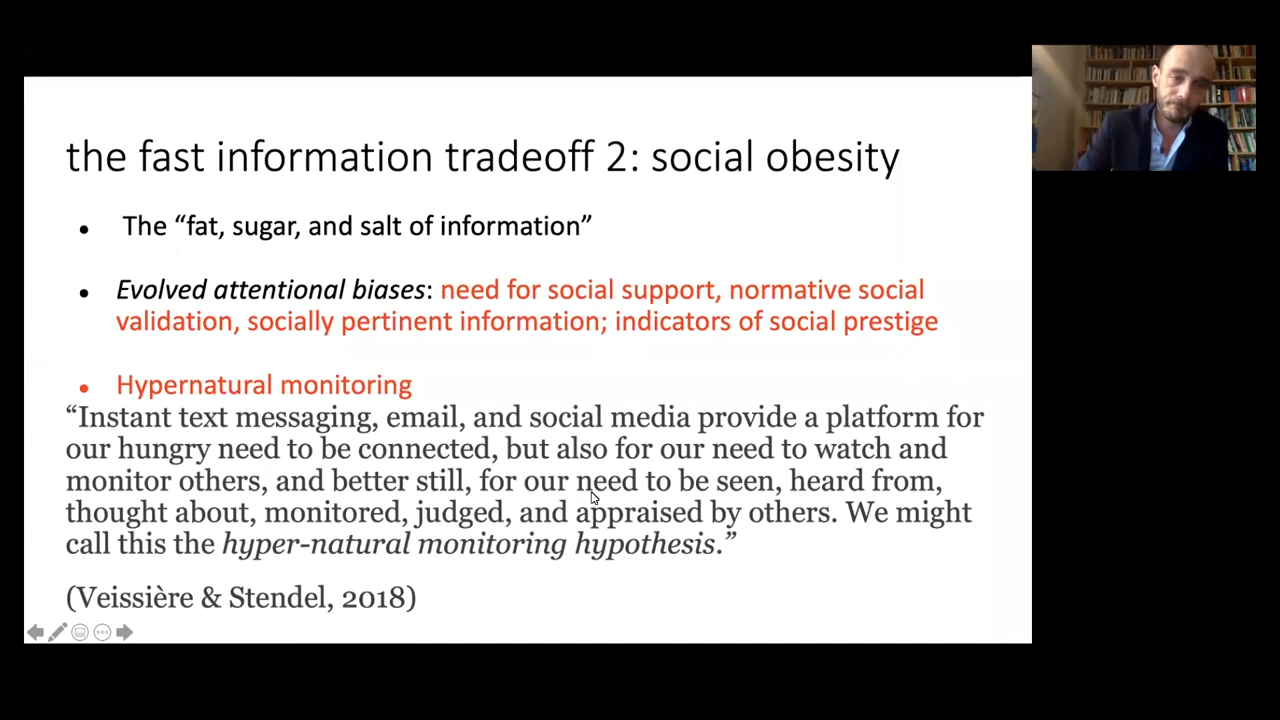 the fast information tradeoff 2: social obesity
• The “fat, sugar, and salt of information”
• Evolved attentional biases: need for social support, normative social
validation, socially pertinent information; indicators of social prestige
• Hypernatural monitoring
“Instant text messaging, email, and social media provide a platform for
our hungry need to be connected, but also for our need to watch and
monitor others, and better still, for our need to be seen, heard from,
thought about, monitored, judged, and appraised by others. We might
call this the hyper-natural monitoring hypothesis.”
(Veissière & Stendel, 2018)